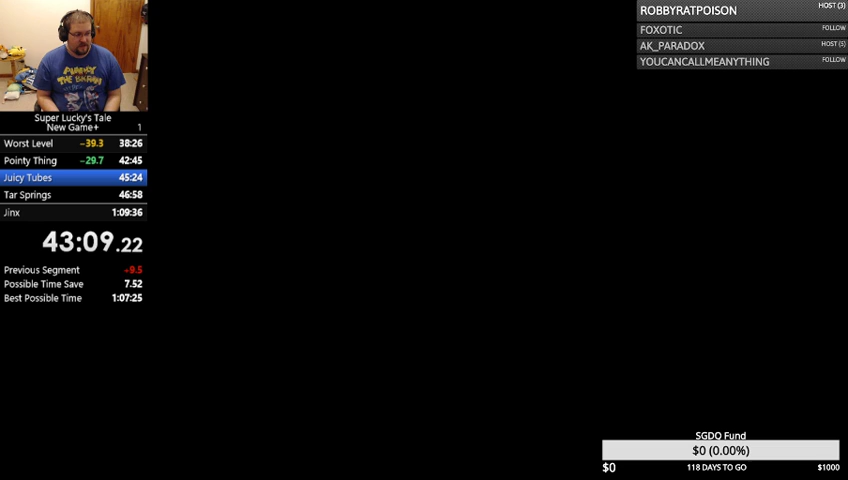 ROBBYRATPOISON HOST (3)
FOXOTIC FOLLOW
AK_PARADOX HOST (5)
YOUCANCALLMEANYTHING FOLLOW
Super Lucky's Tale
New Game+ 1
Worst Level -39.3 38:26
Pointy Thing -29.7 42:45
Juicy Tubes 45:24
Tar Springs 46:58
Jinx 1:09:36
43:09.22
Previous Segment -9.5
Possible Time Save 7.52
Best Possible Time 1:07:25
SGDQ Fund
$0 (0.00%)
$0 118 DAYS TO GO $1000